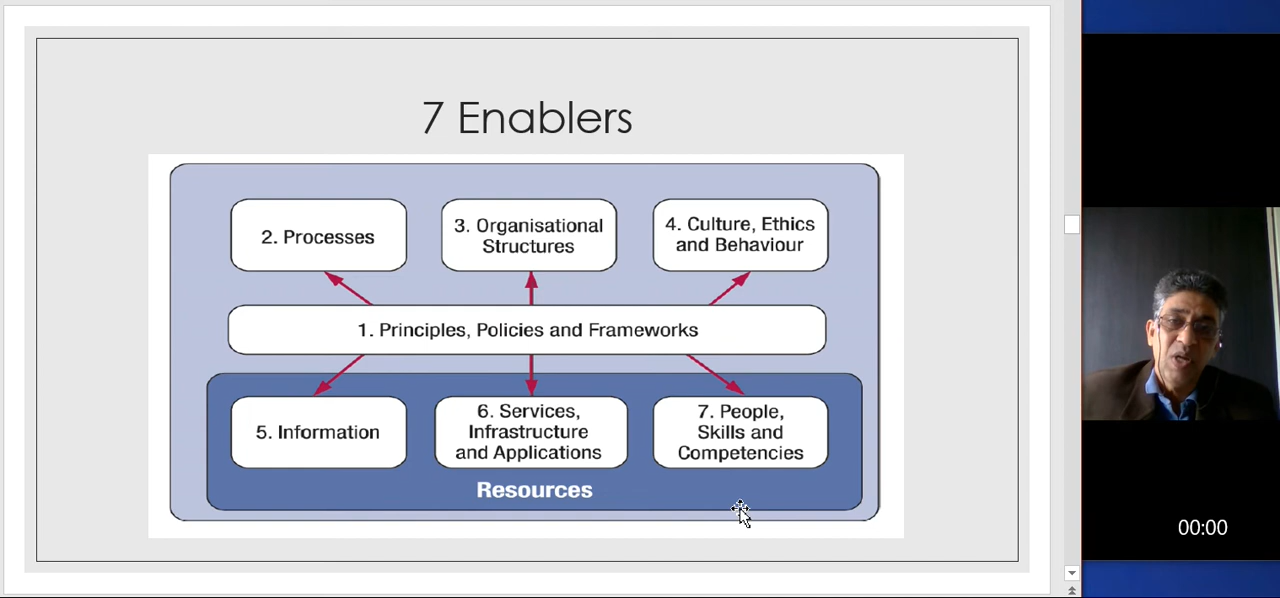 7 Enablers
2. Processes
3. Organisational
Structures
4. Culture, Ethics
and Behaviour
1. Principles, Policies and Frameworks
5. Information
6. Services,
Infrastructure
and Applications
7. People,
Skills and
Competencies
Resources
00:00